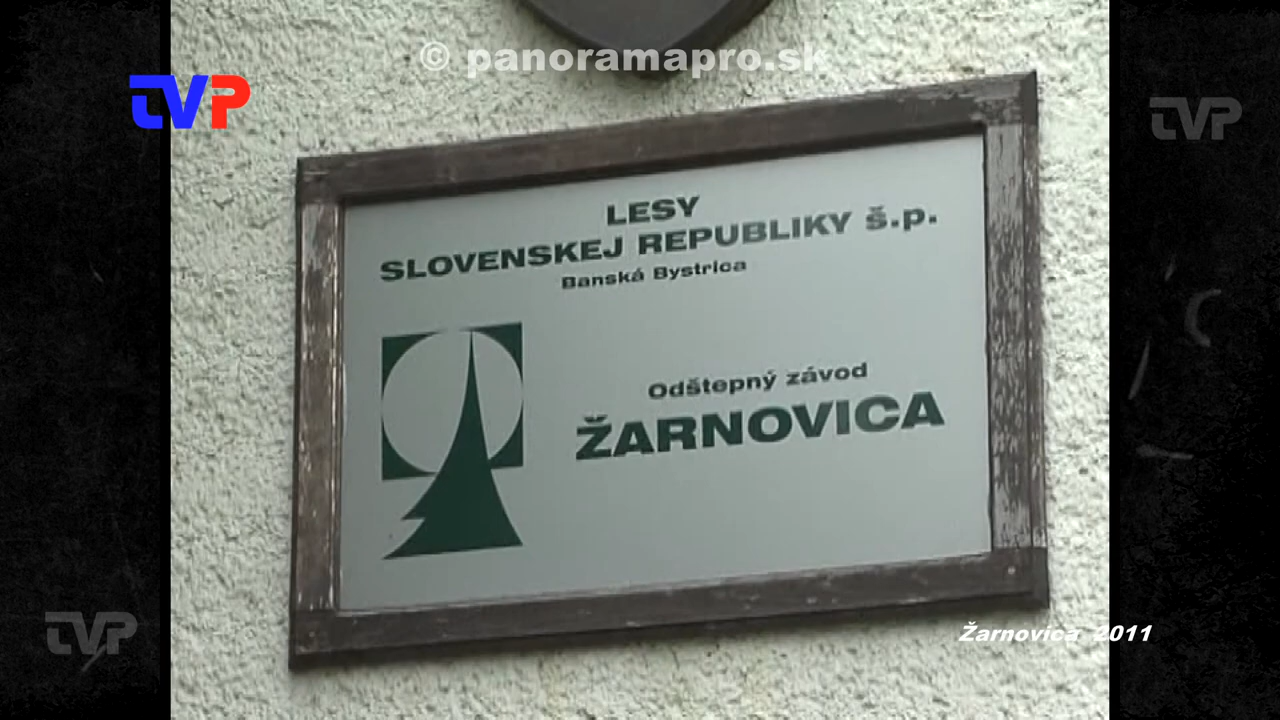 © panoramapro.sk
TVP
TVP
LESY
SLOVENSKEJ REPUBLIKY š.p.
Banská Bystrica
Odštepný závod
ŽARNOVICA
TVP
Žarnovica 2011